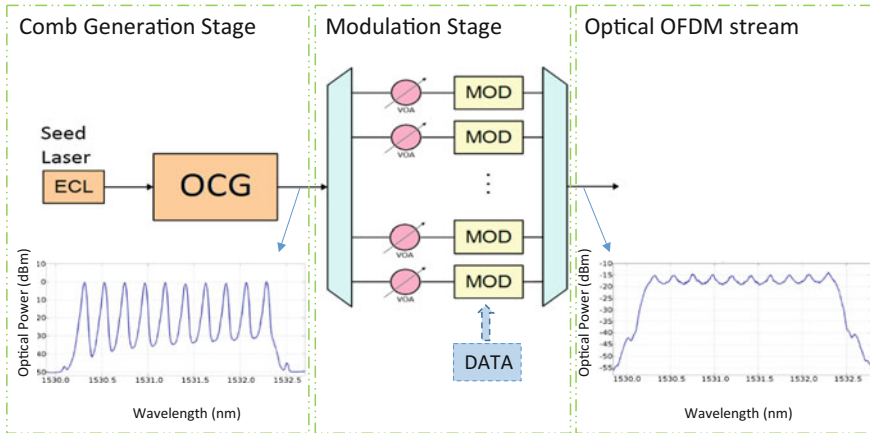 Comb Generation Stage
Modulation Stage
Optical OFDM stream
Seed
Laser
ECL
OCG
VOA
MOD
VOA
MOD
⋮
VOA
MOD
VOA
MOD
DATA
Optical Power (dBm)
10
0
10
20
30
40
50
1530.0 1530.5 1531.0 1531.5 1532.0 1532.5
Wavelength (nm)
Optical Power (dBm)
-10
-15
-20
-25
-30
-35
-40
-45
-50
-55
1530.0 1530.5 1531.0 1531.5 1532.0 1532.5
Wavelength (nm)